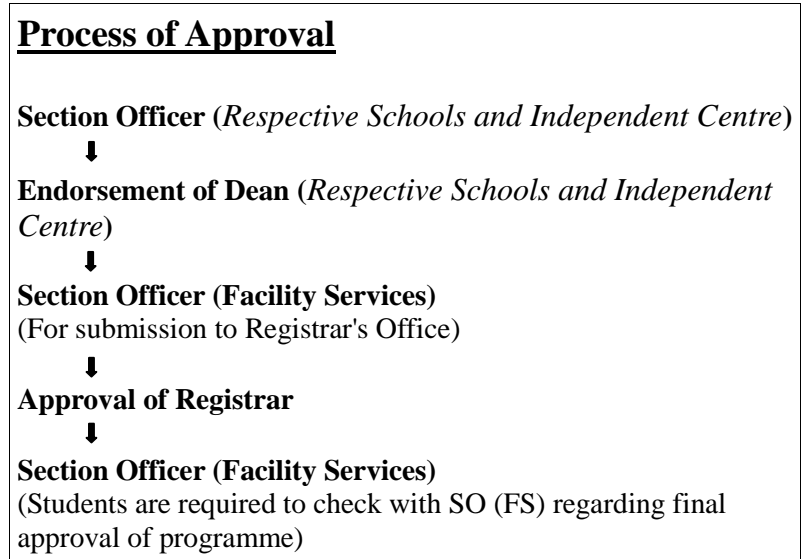 Process of Approval
Section Officer (Respective Schools and Independent Centre)
Endorsement of Dean (Respective Schools and Independent
Centre)
Section Officer (Facility Services)
(For submission to Registrar's Office)
Approval of Registrar
Section Officer (Facility Services)
(Students are required to check with SO (FS) regarding final
approval of programme)